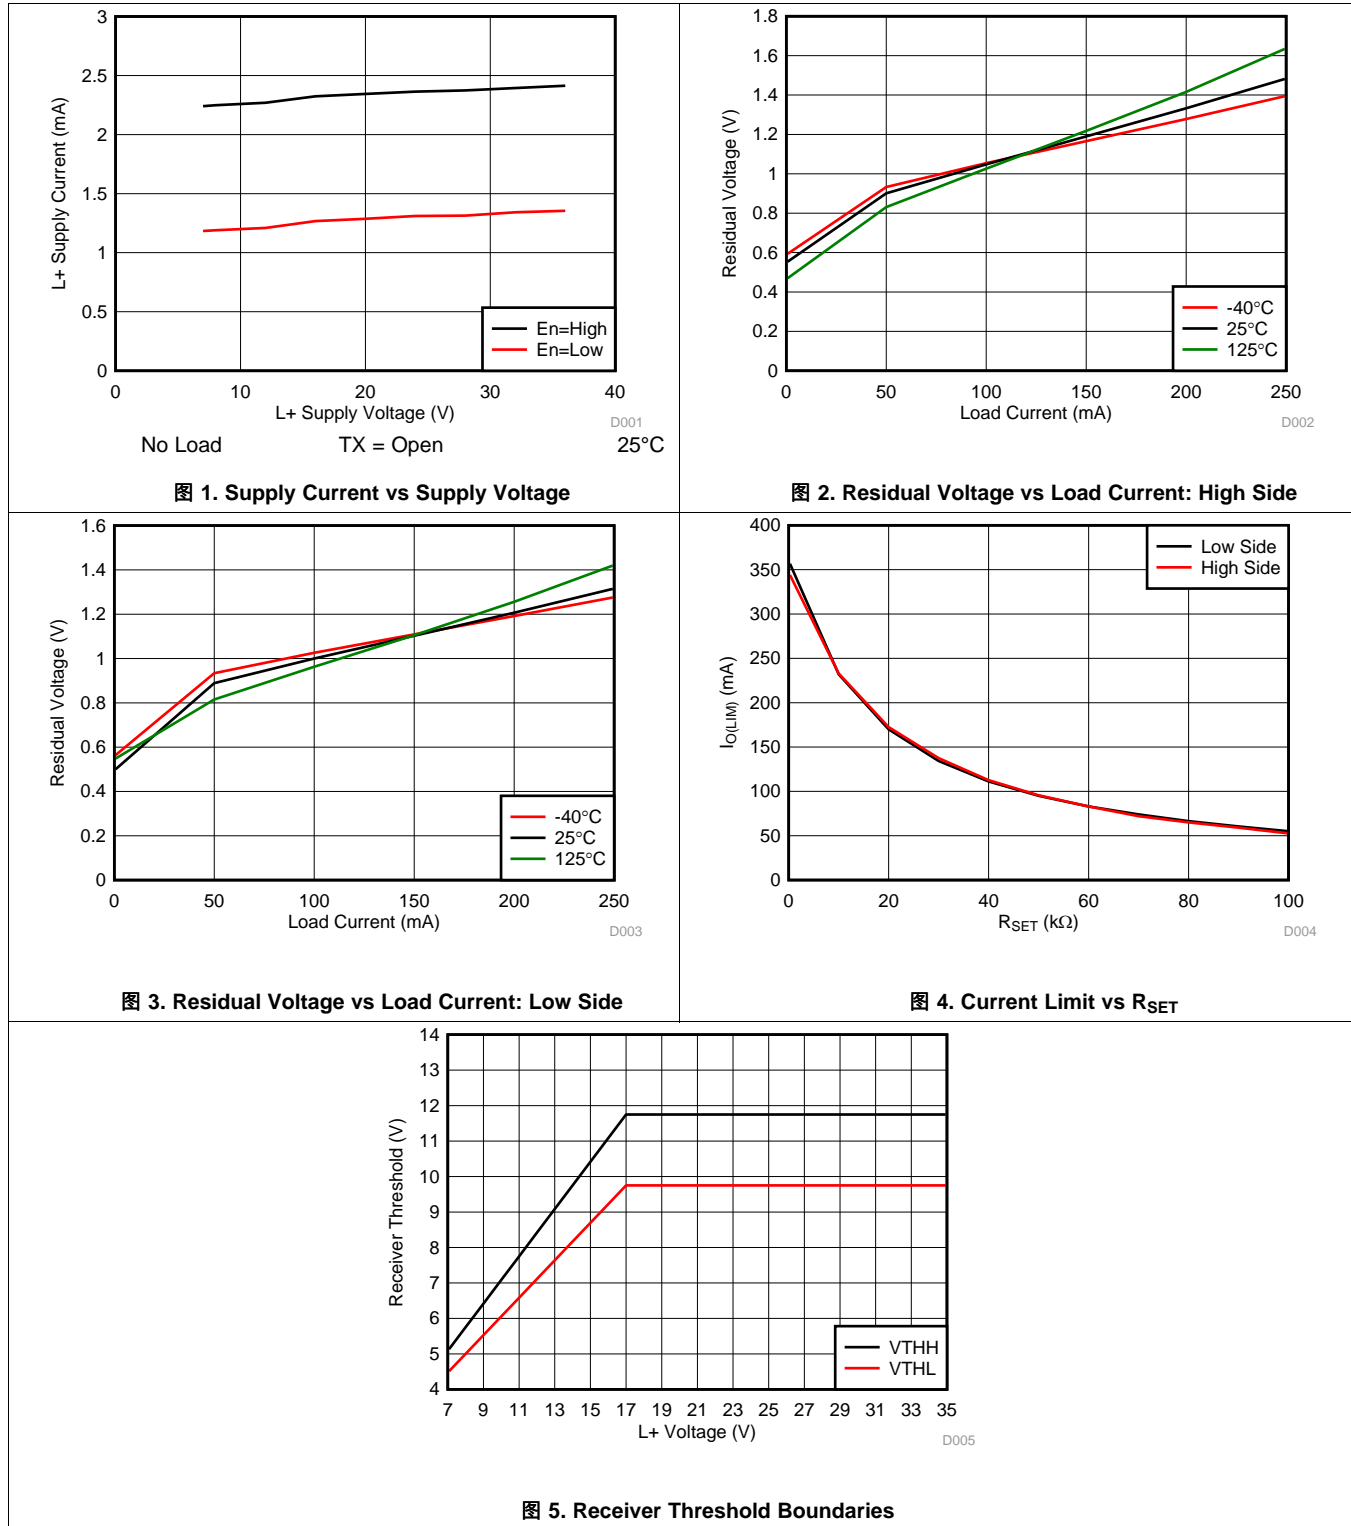 3
2.5
2
1.5
1
0.5
0
0
10
20
30
40
L+ Supply Current (mA)
L+ Supply Voltage (V)
En=High
En=Low
D001
No Load TX = Open 25°C
图 1. Supply Current vs Supply Voltage
1.8
1.6
1.4
1.2
1
0.8
0.6
0.4
0.2
0
0
50
100
150
200
250
Residual Voltage (V)
Load Current (mA)
-40°C
25°C
125°C
D002
图 2. Residual Voltage vs Load Current: High Side
1.6
1.4
1.2
1
0.8
0.6
0.4
0.2
0
0
50
100
150
200
250
Residual Voltage (V)
Load Current (mA)
-40°C
25°C
125°C
D003
图 3. Residual Voltage vs Load Current: Low Side
400
350
300
250
200
150
100
50
0
0
20
40
60
80
100
IO(LIM) (mA)
RSET (kΩ)
Low Side
High Side
D004
图 4. Current Limit vs RSET
14
13
12
11
10
9
8
7
6
5
4
7 9 11 13 15 17 19 21 23 25 27 29 31 33 35
Receiver Threshold (V)
L+ Voltage (V)
VTHH
VTHL
D005
图 5. Receiver Threshold Boundaries